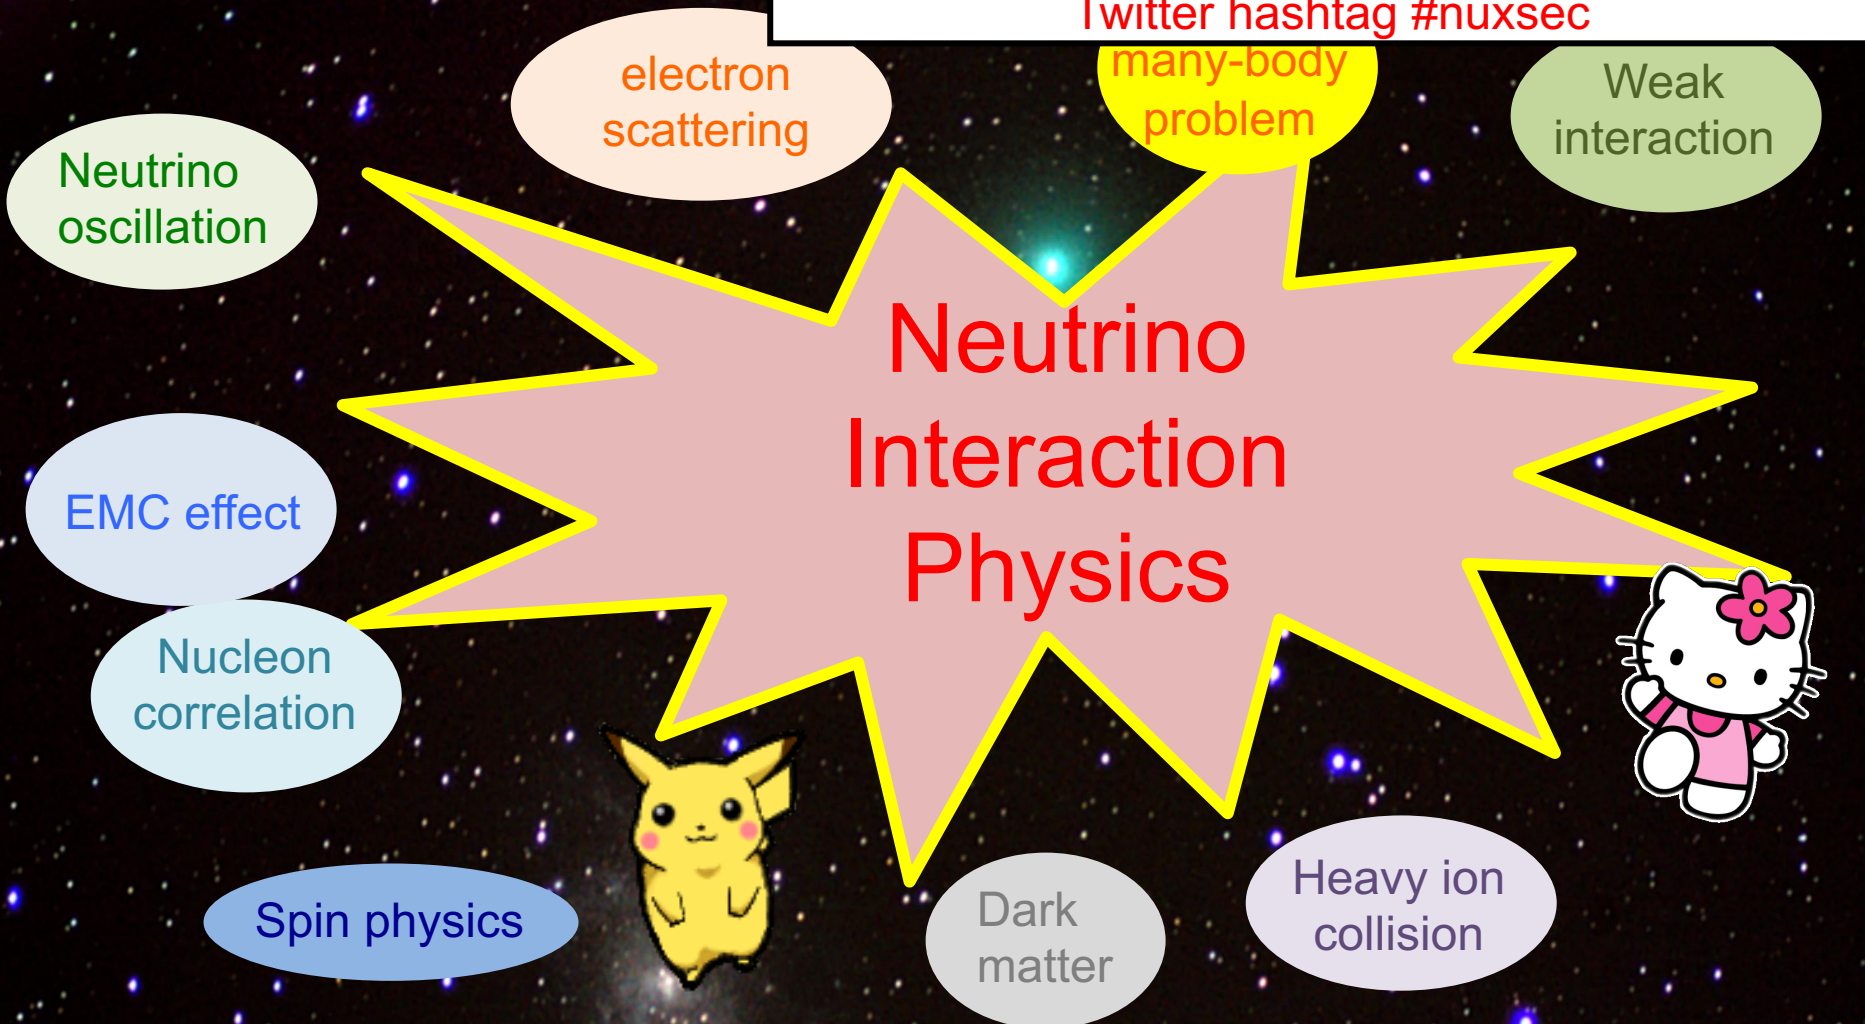 Twitter hashtag #nuxsec
electron
scattering
many-body
problem
Weak
interaction
Neutrino
oscillation
Neutrino
Interaction
Physics
EMC effect
Nucleon
correlation
Spin physics
Dark
matter
Heavy ion
collision